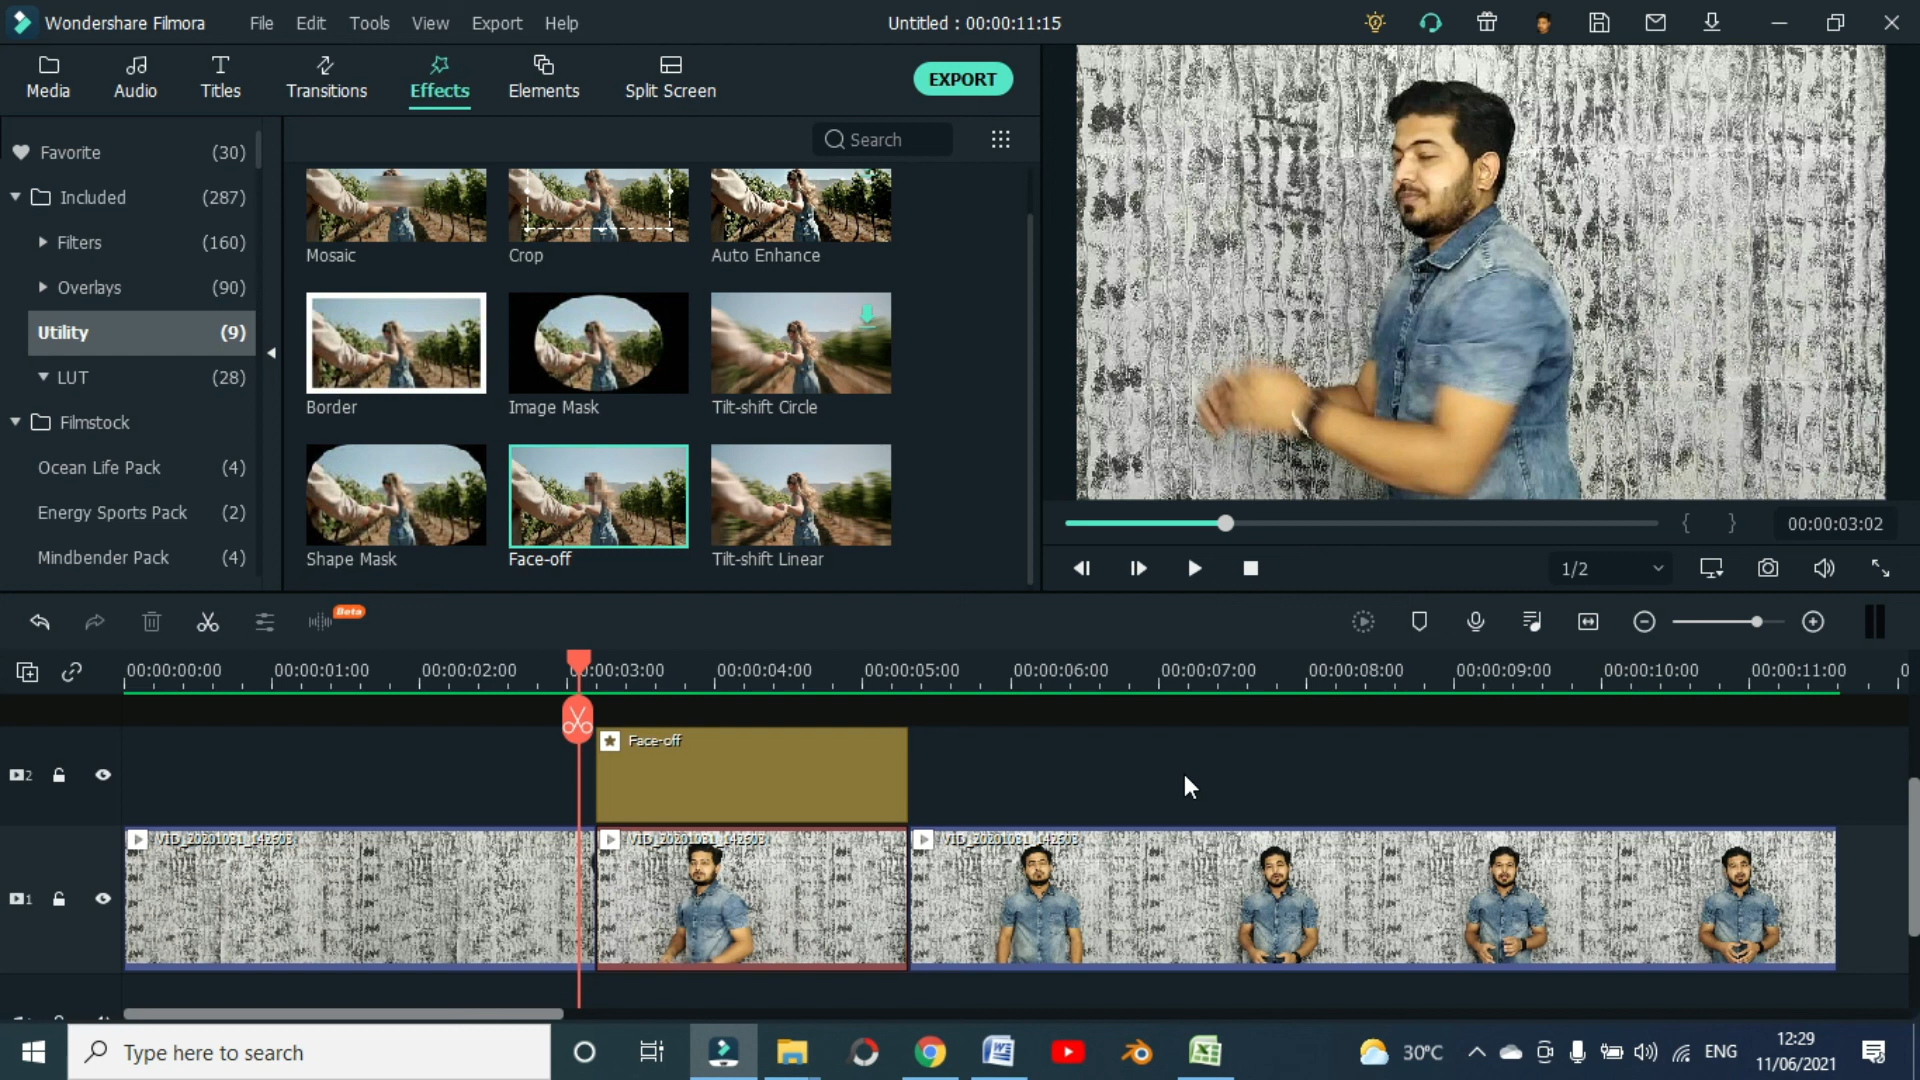 Wondershare Filmora File Edit Tools View Export Help Untitled : 00:00:11:15
Media Audio Titles Transitions Effects Elements Split Screen EXPORT
Favorite (30)
Search
Included (287)
Filters (160)
Mosaic Crop Auto Enhance
Overlays (90)
Utility (9)
LUT (28)
Border Image Mask Tilt-shift Circle
Filmstock
Ocean Life Pack (4)
Energy Sports Pack (2)
00:00:03:02
Mindbender Pack (4)
Shape Mask Face-off Tilt-shift Linear
1/2
Beta
00:00:00:00 00:00:01:00 00:00:02:00 00:00:03:00 00:00:04:00 00:00:05:00 00:00:06:00 00:00:07:00 00:00:08:00 00:00:09:00 00:00:10:00 00:00:11:00
Face-off
2
VID_20201031_142603 VID_20201031_142603 VID_20201031_142603
1
Type here to search
30°C ENG
12:29
11/06/2021